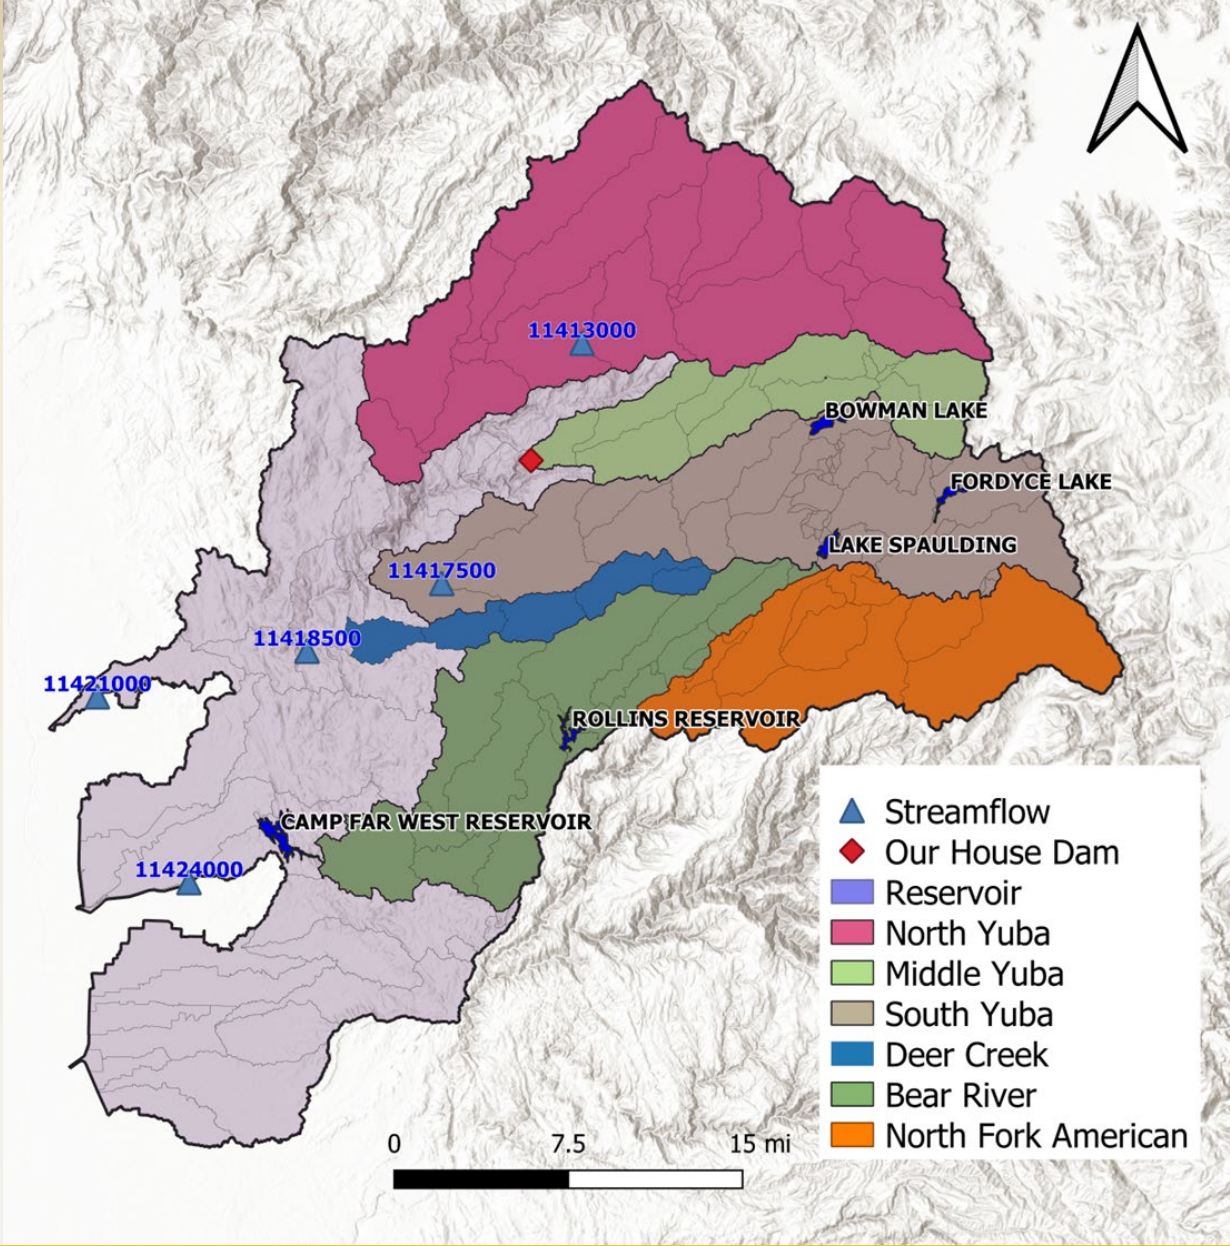 11413000
BOWMAN LAKE
FORDYCE LAKE
LAKE SPAULDING
11417500
11418500
11421000
ROLLINS RESERVOIR
CAMP FAR WEST RESERVOIR
11424000
Streamflow
Our House Dam
Reservoir
North Yuba
Middle Yuba
South Yuba
Deer Creek
Bear River
North Fork American
0 7.5 15 mi